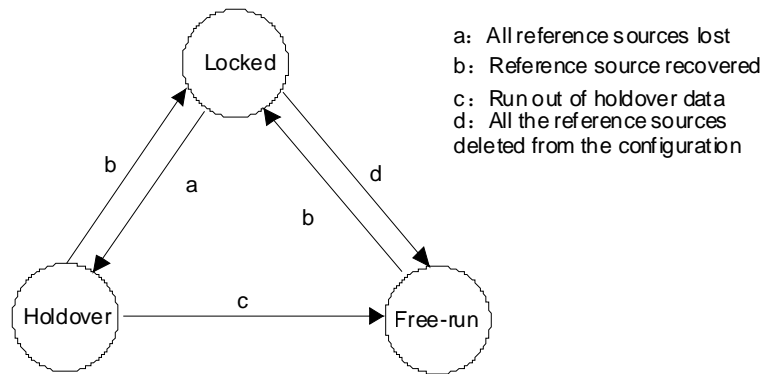 Locked
a：All reference sources lost
b：Reference source recovered
c：Run out of holdover data
d：All the reference sources
deleted from the configuration
b
a
d
b
Holdover
c
Free-run